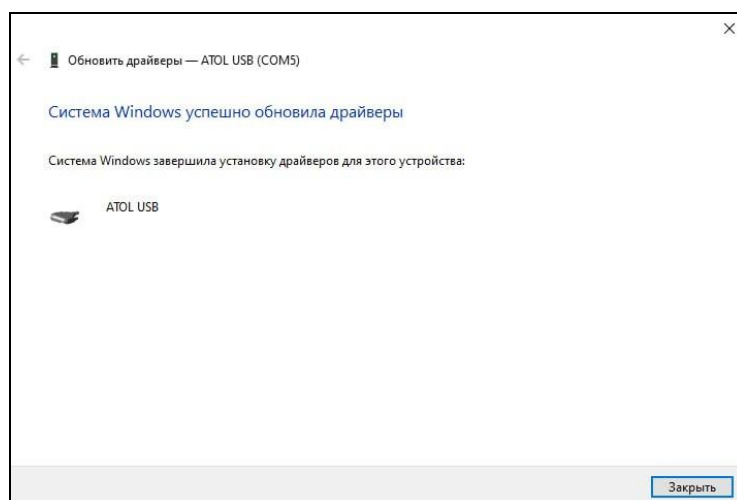 Обновить драйверы — ATOL USB (COM5)
Система Windows успешно обновила драйверы
Система Windows завершила установку драйверов для этого устройства:
ATOL USB
Закрыть